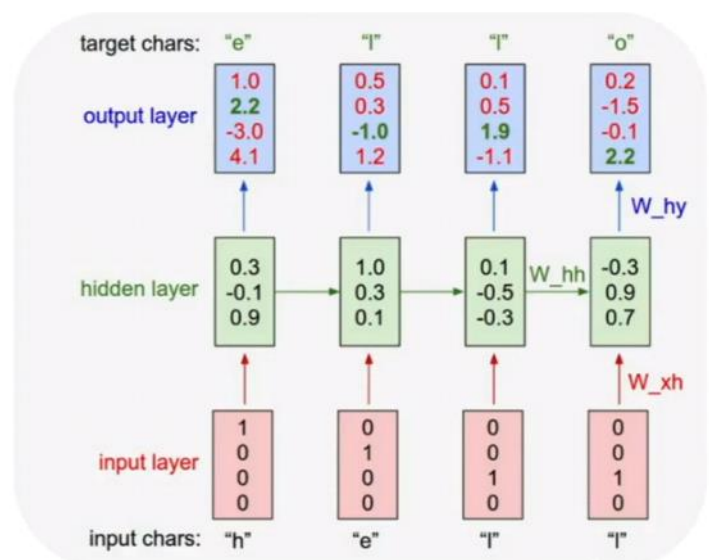 target chars: “e” “l” “l” “o”
output layer
1.0 0.5 0.1 0.2
2.2 0.3 0.5 -1.5
-3.0 -1.0 1.9 -0.1
4.1 1.2 -1.1 2.2
W_hy
hidden layer
0.3 1.0 0.1 -0.3
-0.1 0.3 -0.5 0.9
0.9 0.1 -0.3 0.7
W_hh
W_xh
input layer
1 0 0 0
0 1 0 0
0 0 1 1
0 0 0 0
input chars: “h” “e” “l” “l”